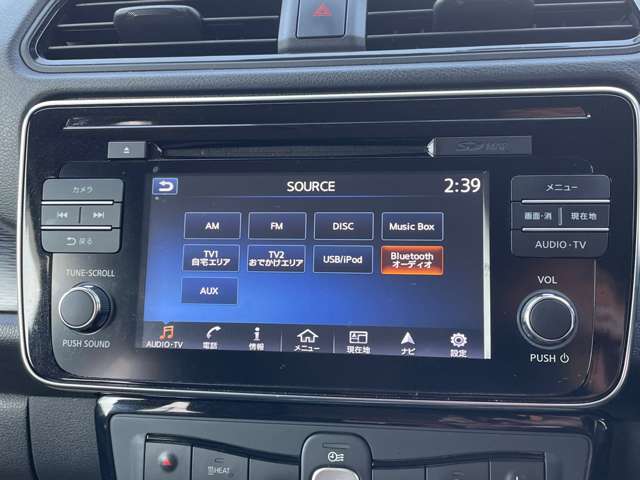 カメラ
戻る
TUNE·SCROLL
PUSH SOUND
SOURCE
2:39
AM
FM
DISC
Music Box
TV1
自宅エリア
TV2
おでかけエリア
USB/iPod
Bluetooth
オーディオ
AUX
AUDIO·TV
電話
情報
メニュー
現在地
ナビ
設定
SD MAP
メニュー
画面·消
現在地
AUDIO·TV
VOL
PUSH
HEAT